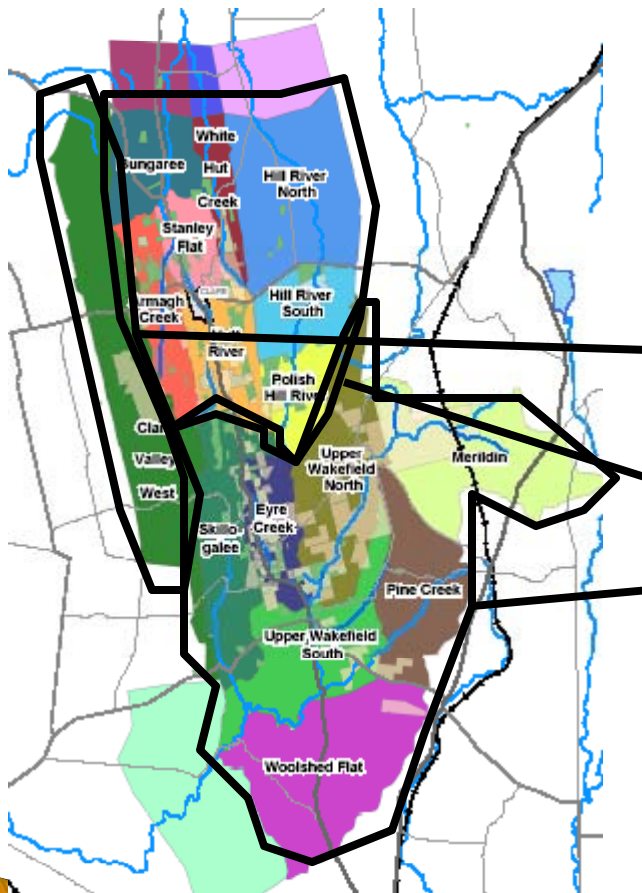 White
Bungaree
Hut
Hill River
North
Creek
Stanley
Flat
CLARE
Hill River
South
Armagh
Creek
River
Polish
Hill River
Clare
Valley
West
Upper
Wakefield
North
Merildin
Eyre
Creek
Skillo-
galee
Pine Creek
Upper Wakefield
South
Woolshed Flat